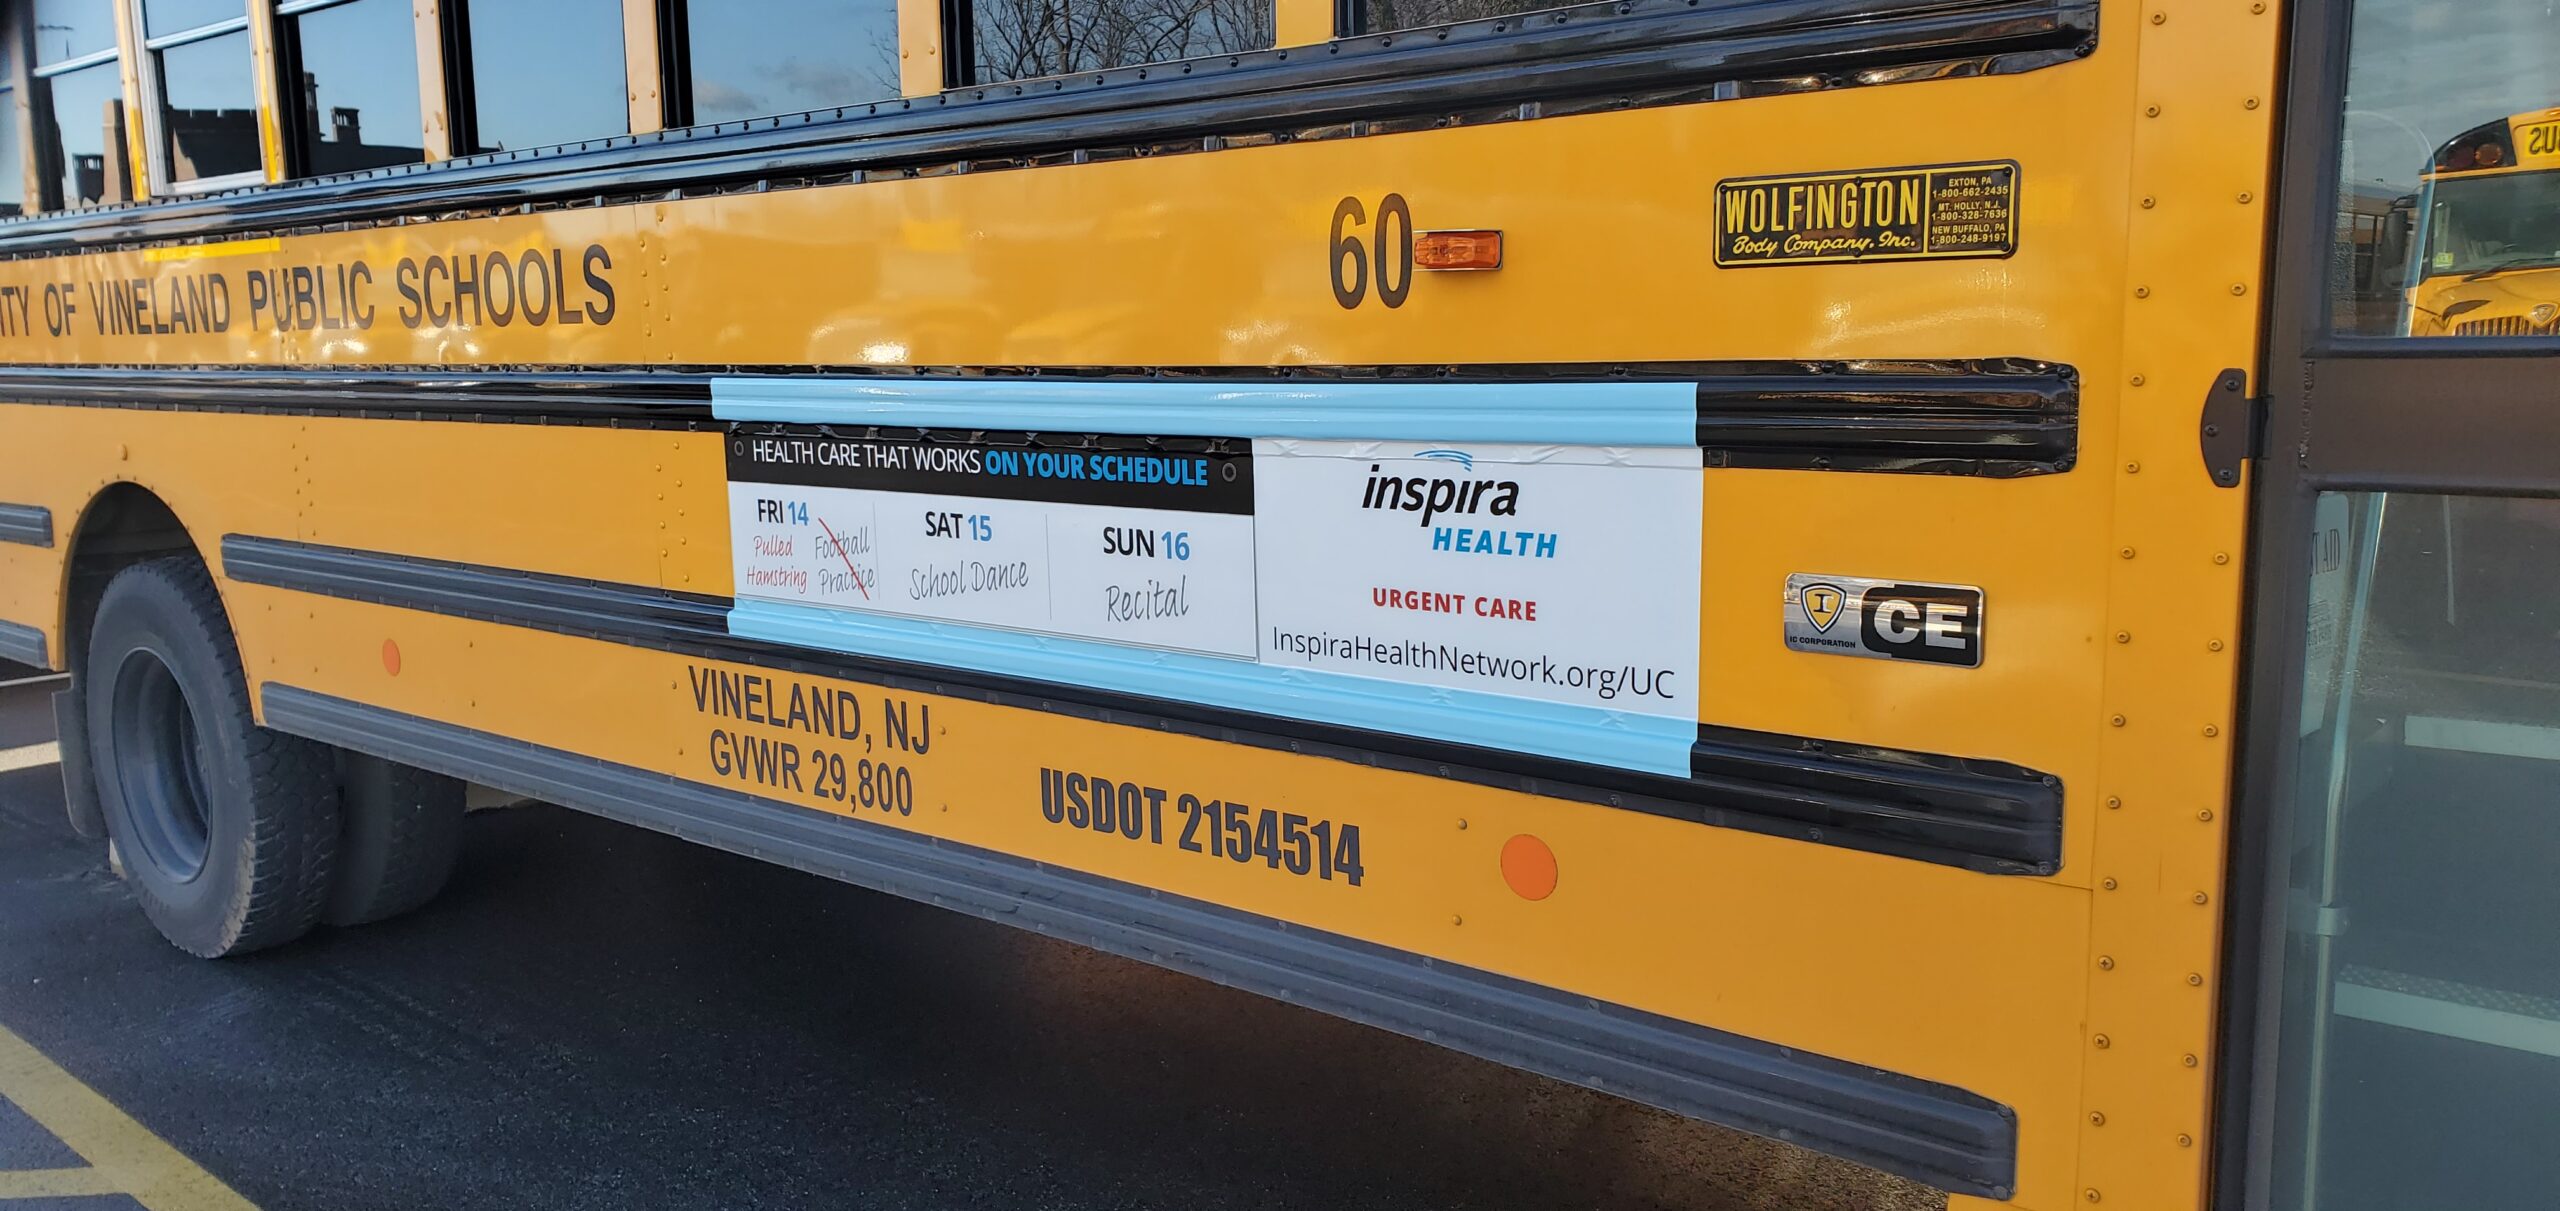 ITY OF VINELAND PUBLIC SCHOOLS
60
WOLFINGTON
Body Company, Inc.
EXTON, PA
1-800-662-2435
MT. HOLLY, N.J.
1-800-328-7636
NEW BUFFALO, PA
1-800-248-9197
HEALTH CARE THAT WORKS ON YOUR SCHEDULE
FRI 14
Pulled Hamstring
Football Practice
SAT 15
School Dance
SUN 16
Recital
inspira
HEALTH
URGENT CARE
InspiraHealthNetwork.org/UC
IC CORPORATION
CE
VINELAND, NJ
GVWR 29,800
USDOT 2154514